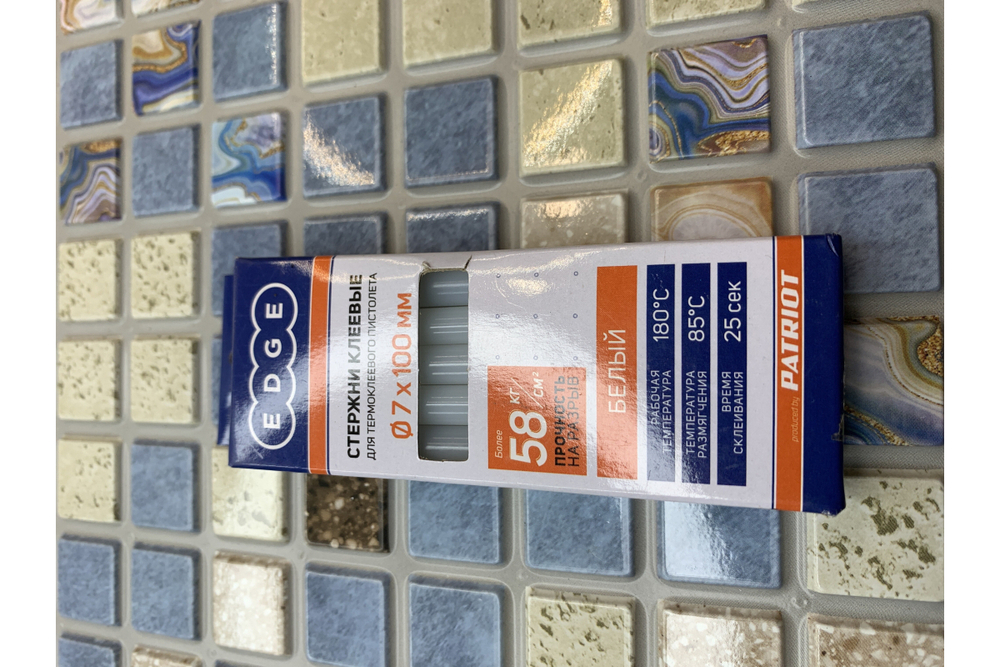 EDGE
СТЕРЖНИ КЛЕЕВЫЕ
ДЛЯ ТЕРМОКЛЕЕВОГО ПИСТОЛЕТА
Ø 7 х 100 мм
Более
58 КГ/СМ²
ПРОЧНОСТЬ
НА РАЗРЫВ
БЕЛЫЙ
РАБОЧАЯ
ТЕМПЕРАТУРА
180°C
ТЕМПЕРАТУРА
РАЗМЯГЧЕНИЯ
85°C
ВРЕМЯ
СКЛЕИВАНИЯ
25 сек
produced by PATRIOT